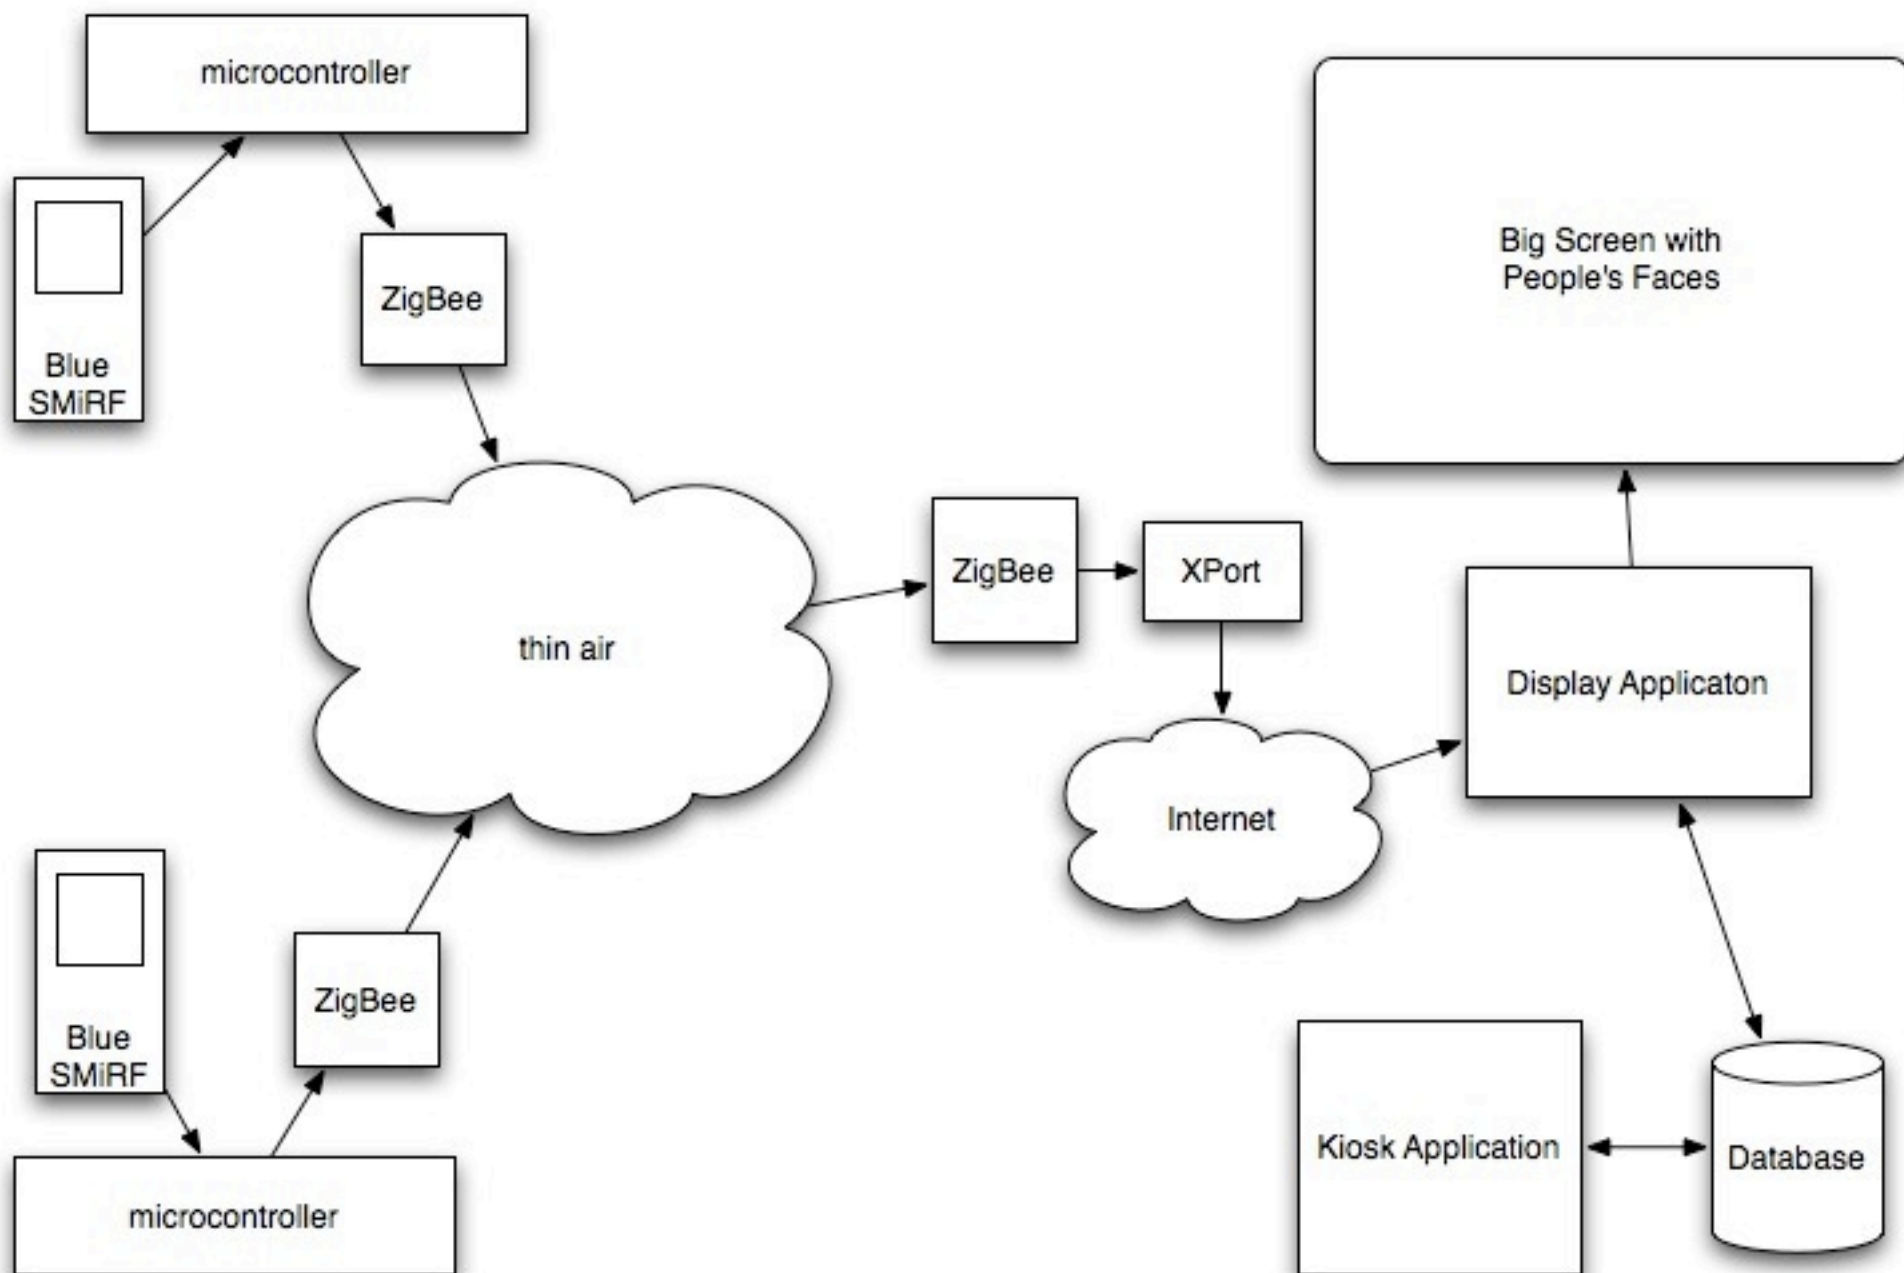 microcontroller
Blue
SMiRF
ZigBee
Big Screen with
People's Faces
thin air
ZigBee
XPort
Display Applicaton
Internet
Blue
SMiRF
ZigBee
microcontroller
Kiosk Application
Database